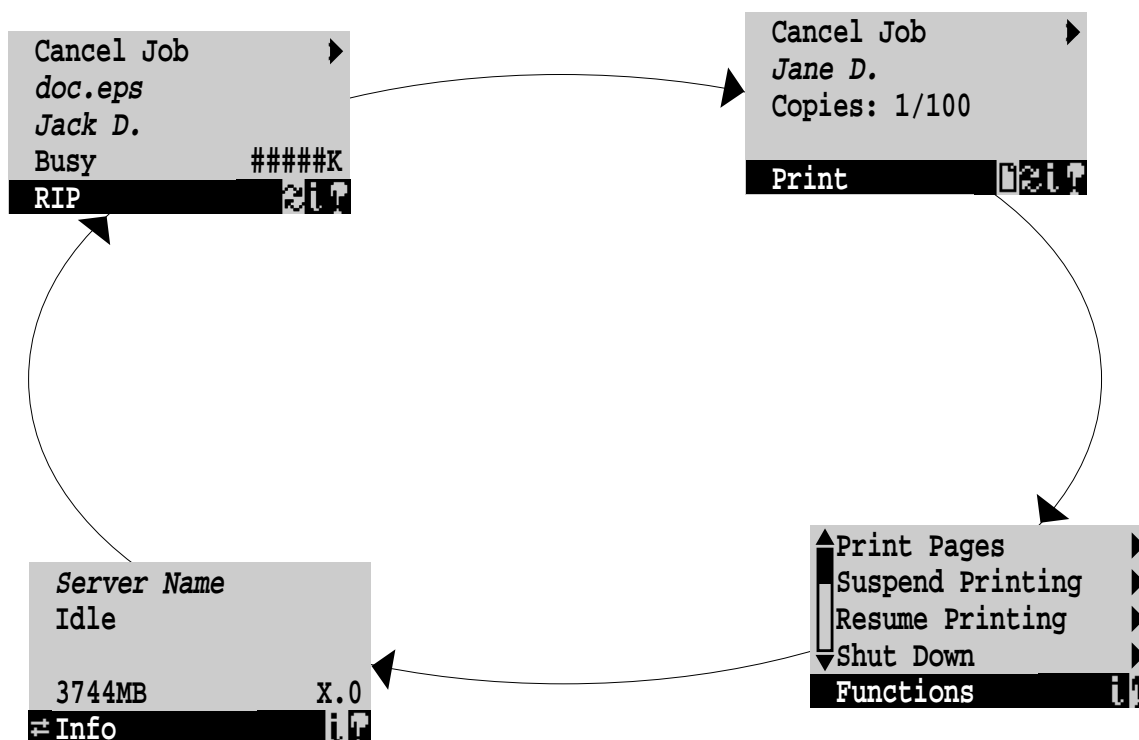 Cancel Job
doc.eps
Jack D.
Busy #####K
RIP
Cancel Job
Jane D.
Copies: 1/100
Print
Print Pages
Suspend Printing
Resume Printing
Shut Down
Functions
Server Name
Idle
3744MB X.0
Info